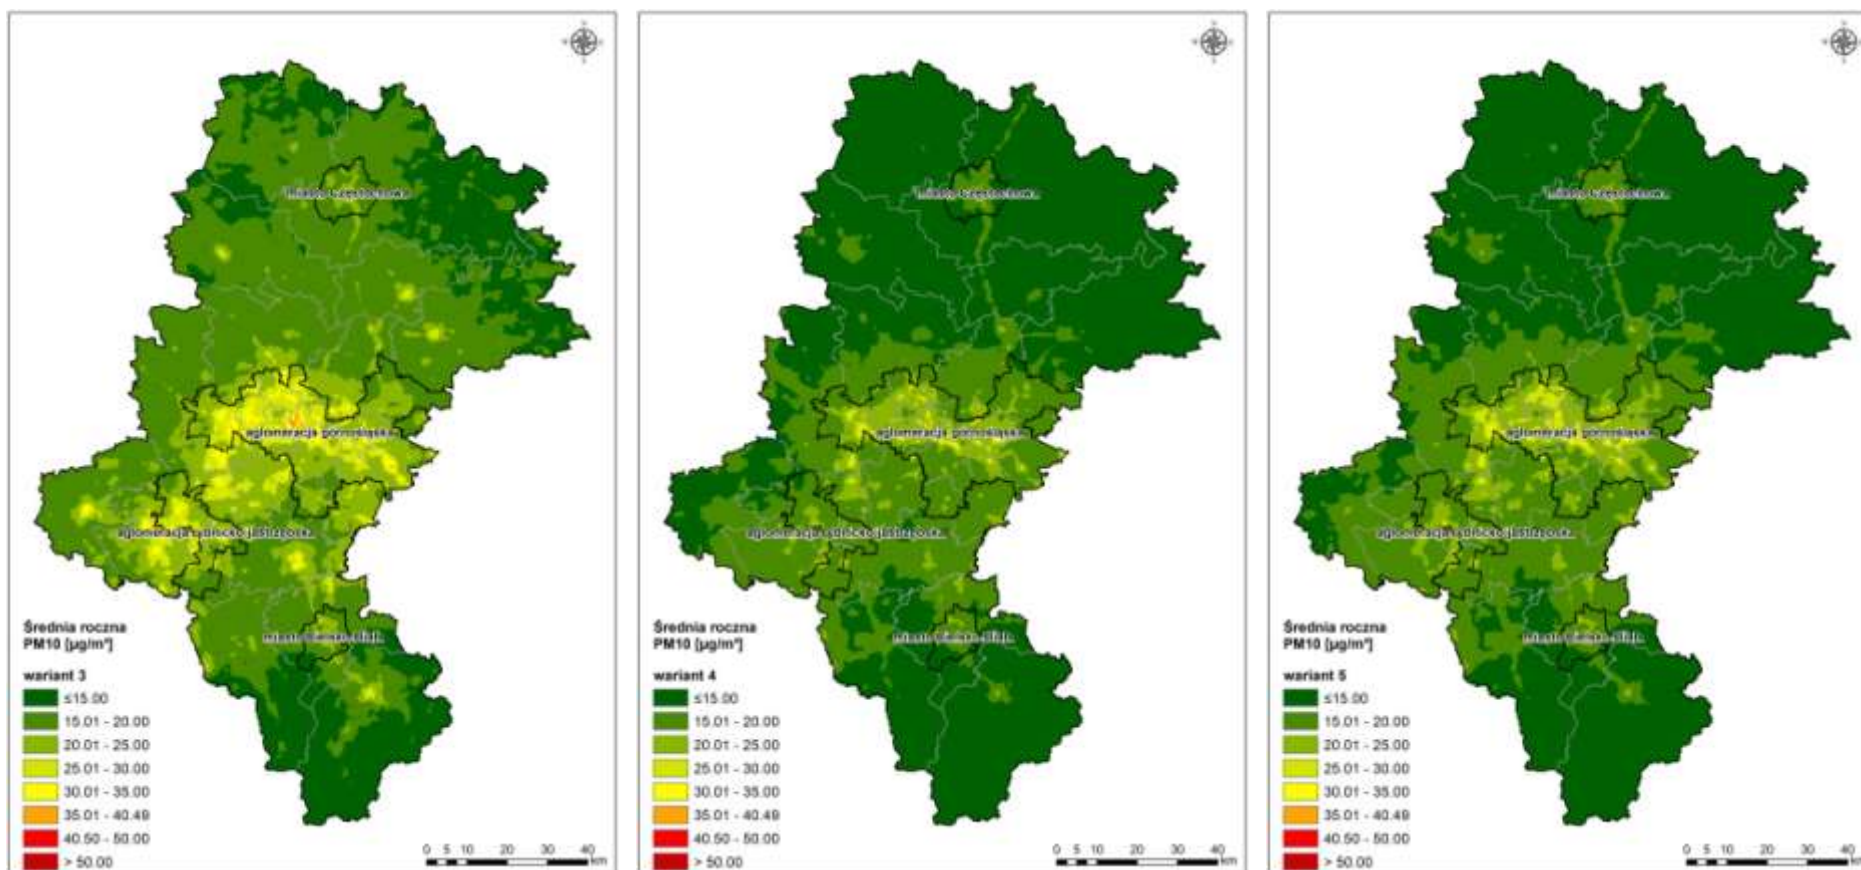 miasto Częstochowa
aglomeracja górnośląska
aglomeracja rybnicko-jastrzębska
miasto Bielsko-Biała
Średnia roczna
PM10 [µg/m³]
wariant 3
≤15.00
15.01 - 20.00
20.01 - 25.00
25.01 - 30.00
30.01 - 35.00
35.01 - 40.49
40.50 - 50.00
> 50.00
0 5 10 20 30 40
km
miasto Częstochowa
aglomeracja górnośląska
aglomeracja rybnicko-jastrzębska
miasto Bielsko-Biała
Średnia roczna
PM10 [µg/m³]
wariant 4
≤15.00
15.01 - 20.00
20.01 - 25.00
25.01 - 30.00
30.01 - 35.00
35.01 - 40.49
40.50 - 50.00
> 50.00
0 5 10 20 30 40
km
miasto Częstochowa
aglomeracja górnośląska
aglomeracja rybnicko-jastrzębska
miasto Bielsko-Biała
Średnia roczna
PM10 [µg/m³]
wariant 5
≤15.00
15.01 - 20.00
20.01 - 25.00
25.01 - 30.00
30.01 - 35.00
35.01 - 40.49
40.50 - 50.00
> 50.00
0 5 10 20 30 40